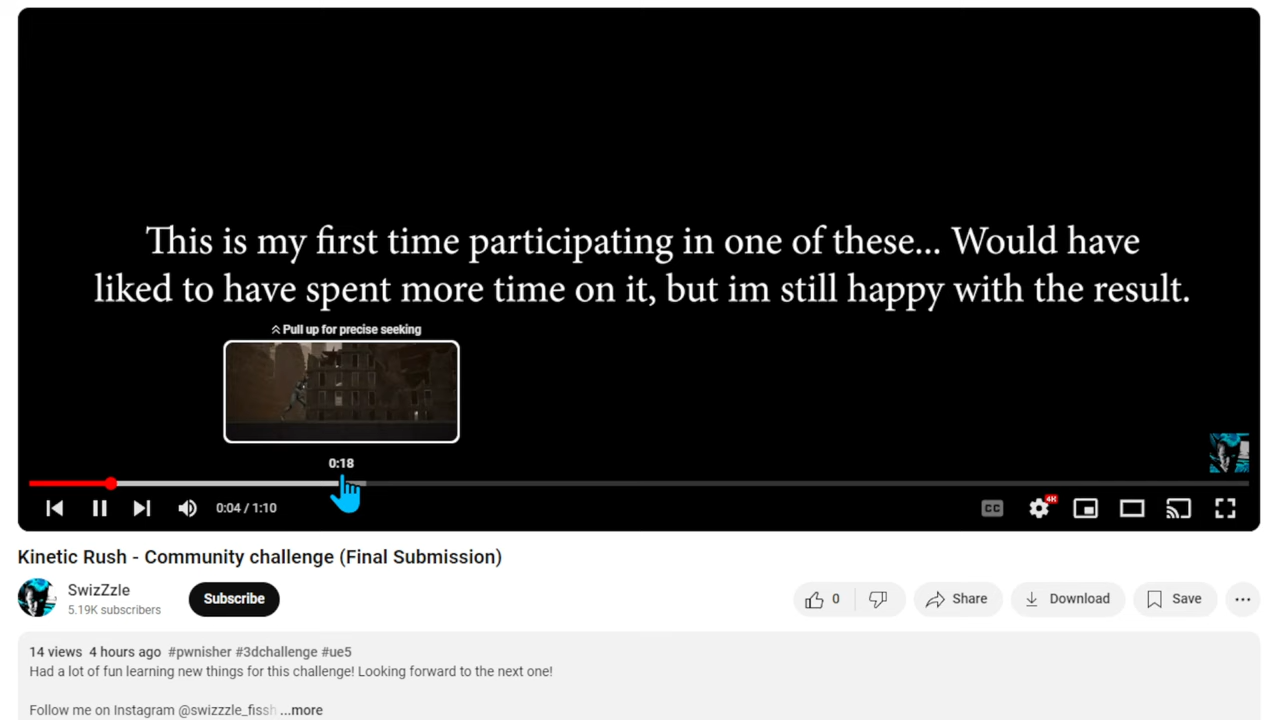 This is my first time participating in one of these... Would have
liked to have spent more time on it, but im still happy with the result.
Pull up for precise seeking
0:18
0:04 / 1:10
CC
4K
Kinetic Rush - Community challenge (Final Submission)
SwizZzle
5.19K subscribers
Subscribe
0
Share
Download
Save
14 views 4 hours ago #pwnisher #3dchallenge #ue5
Had a lot of fun learning new things for this challenge! Looking forward to the next one!
Follow me on Instagram @swizzzle_fissh ...more